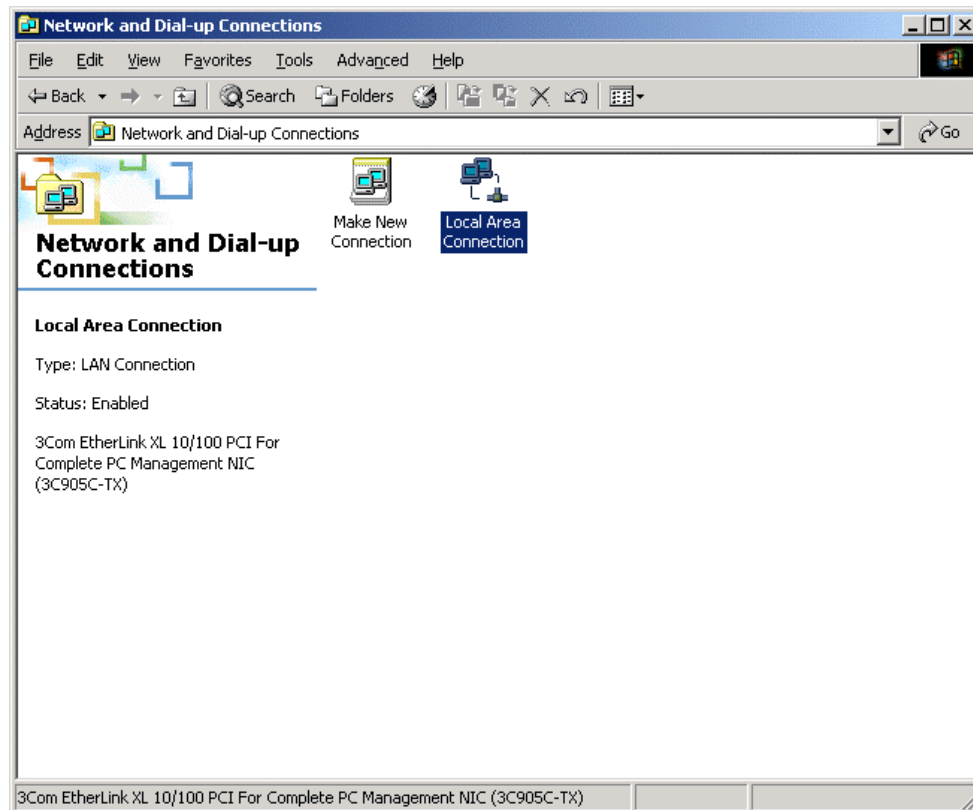 Network and Dial-up Connections
File Edit View Favorites Tools Advanced Help
Back Search Folders
Address Network and Dial-up Connections Go
Make New
Connection
Local Area
Connection
Network and Dial-up
Connections
Local Area Connection
Type: LAN Connection
Status: Enabled
3Com EtherLink XL 10/100 PCI For
Complete PC Management NIC
(3C905C-TX)
3Com EtherLink XL 10/100 PCI For Complete PC Management NIC (3C905C-TX)